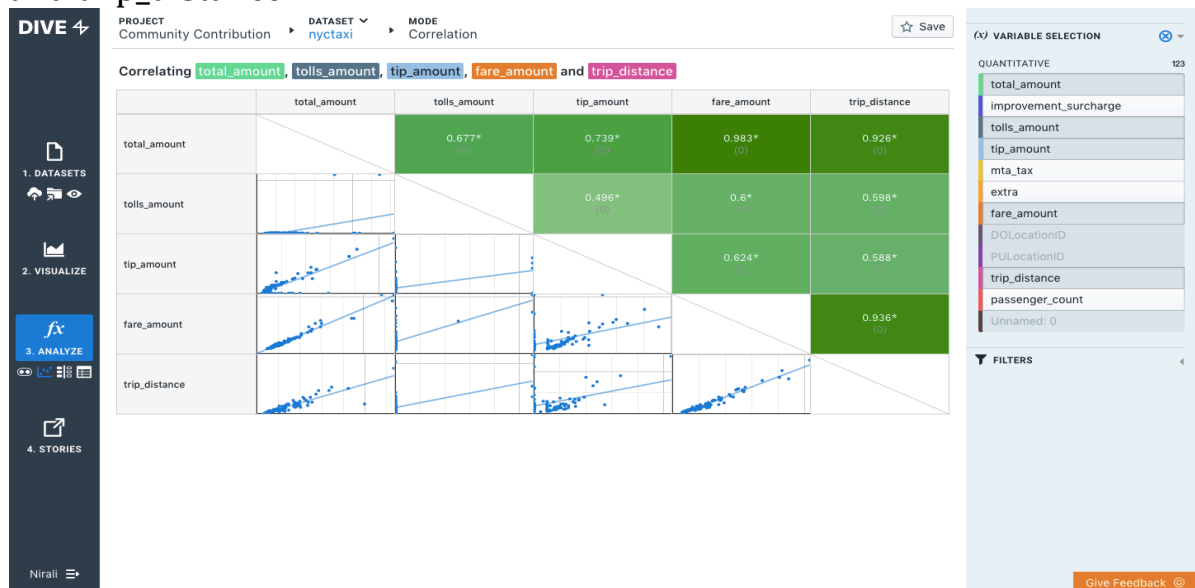 DIVE
PROJECT
Community Contribution
DATASET
nyctaxi
MODE
Correlation
Save
Correlating total_amount, tolls_amount, tip_amount, fare_amount and trip_distance
total_amount tolls_amount tip_amount fare_amount trip_distance
total_amount 0.677* 0.739* 0.983* 0.926*
(0) (0) (0) (0)
tolls_amount 0.496* 0.6* 0.598*
(0)
tip_amount 0.624* 0.588*
fare_amount 0.936*
(0)
trip_distance
1. DATASETS
2. VISUALIZE
fx
3. ANALYZE
4. STORIES
Nirali
(x) VARIABLE SELECTION
QUANTITATIVE 123
total_amount
improvement_surcharge
tolls_amount
tip_amount
mta_tax
extra
fare_amount
DOLocationID
PULocationID
trip_distance
passenger_count
Unnamed: 0
FILTERS
Give Feedback